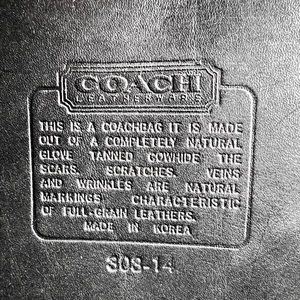 COACH
LEATHERWARE
THIS IS A COACHBAG IT IS MADE
OUT OF A COMPLETELY NATURAL
GLOVE TANNED COWHIDE THE
SCARS. SCRATCHES. VEINS
AND WRINKLES ARE NATURAL
MARKINGS CHARACTERISTIC
OF FULL-GRAIN LEATHERS.
MADE IN KOREA
308-14